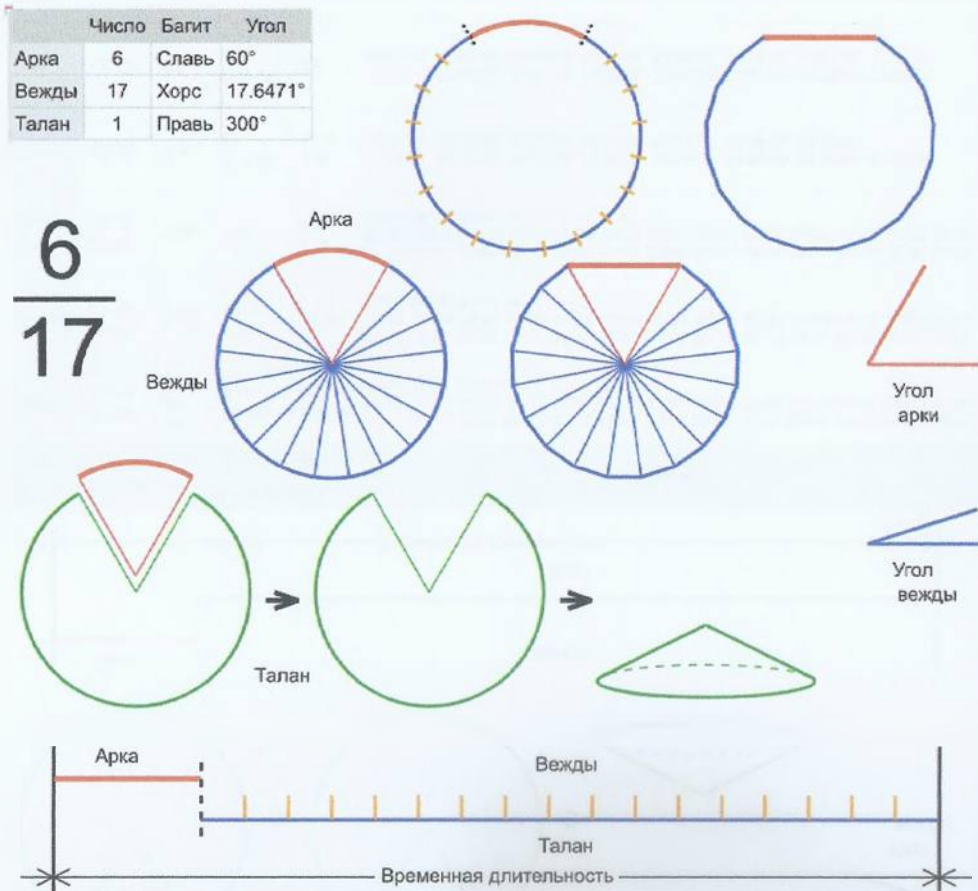 Число Багит Угол
Арка 6 Славь 60°
Вежды 17 Хорс 17.6471°
Талан 1 Правь 300°
6
17
Арка
Вежды
Угол
арки
Угол
вежды
Талан
Арка
Вежды
Талан
Временная длительность